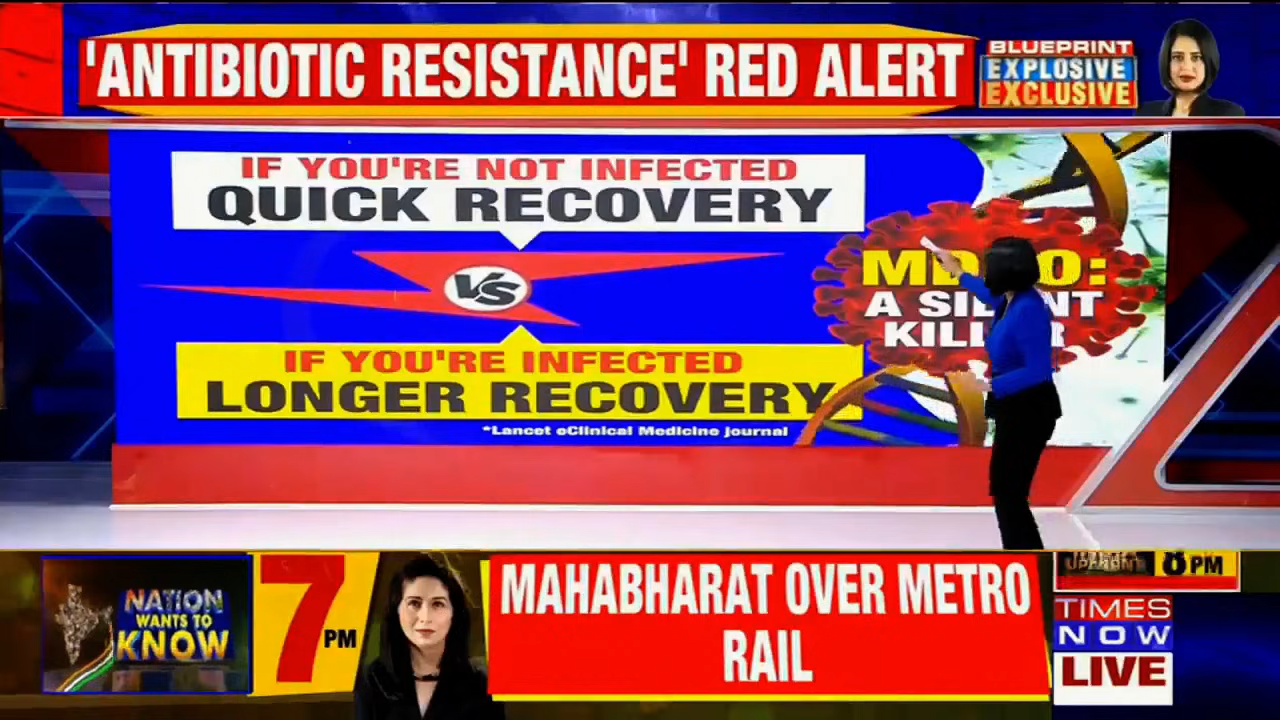 'ANTIBIOTIC RESISTANCE' RED ALERT
BLUEPRINT
EXPLOSIVE
EXCLUSIVE
IF YOU'RE NOT INFECTED
QUICK RECOVERY
VS
IF YOU'RE INFECTED
LONGER RECOVERY
*Lancet eClinical Medicine journal
A
NATION
WANTS TO
KNOW
7
PM
MAHABHARAT OVER METRO
RAIL
8 PM
TIMES
NOW
LIVE